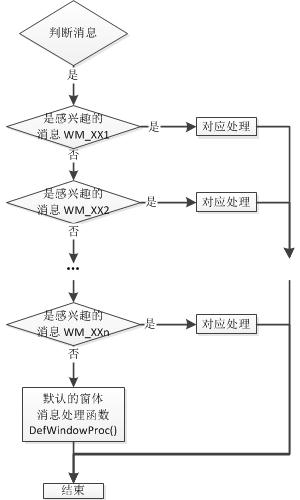 判断消息
是
是感兴趣的
消息 WM_XX1
是
对应处理
否
是感兴趣的
消息 WM_XX2
是
对应处理
否
...
是感兴趣的
消息 WM_XXn
是
对应处理
否
默认的窗体
消息处理函数
DefWindowProc()
结束